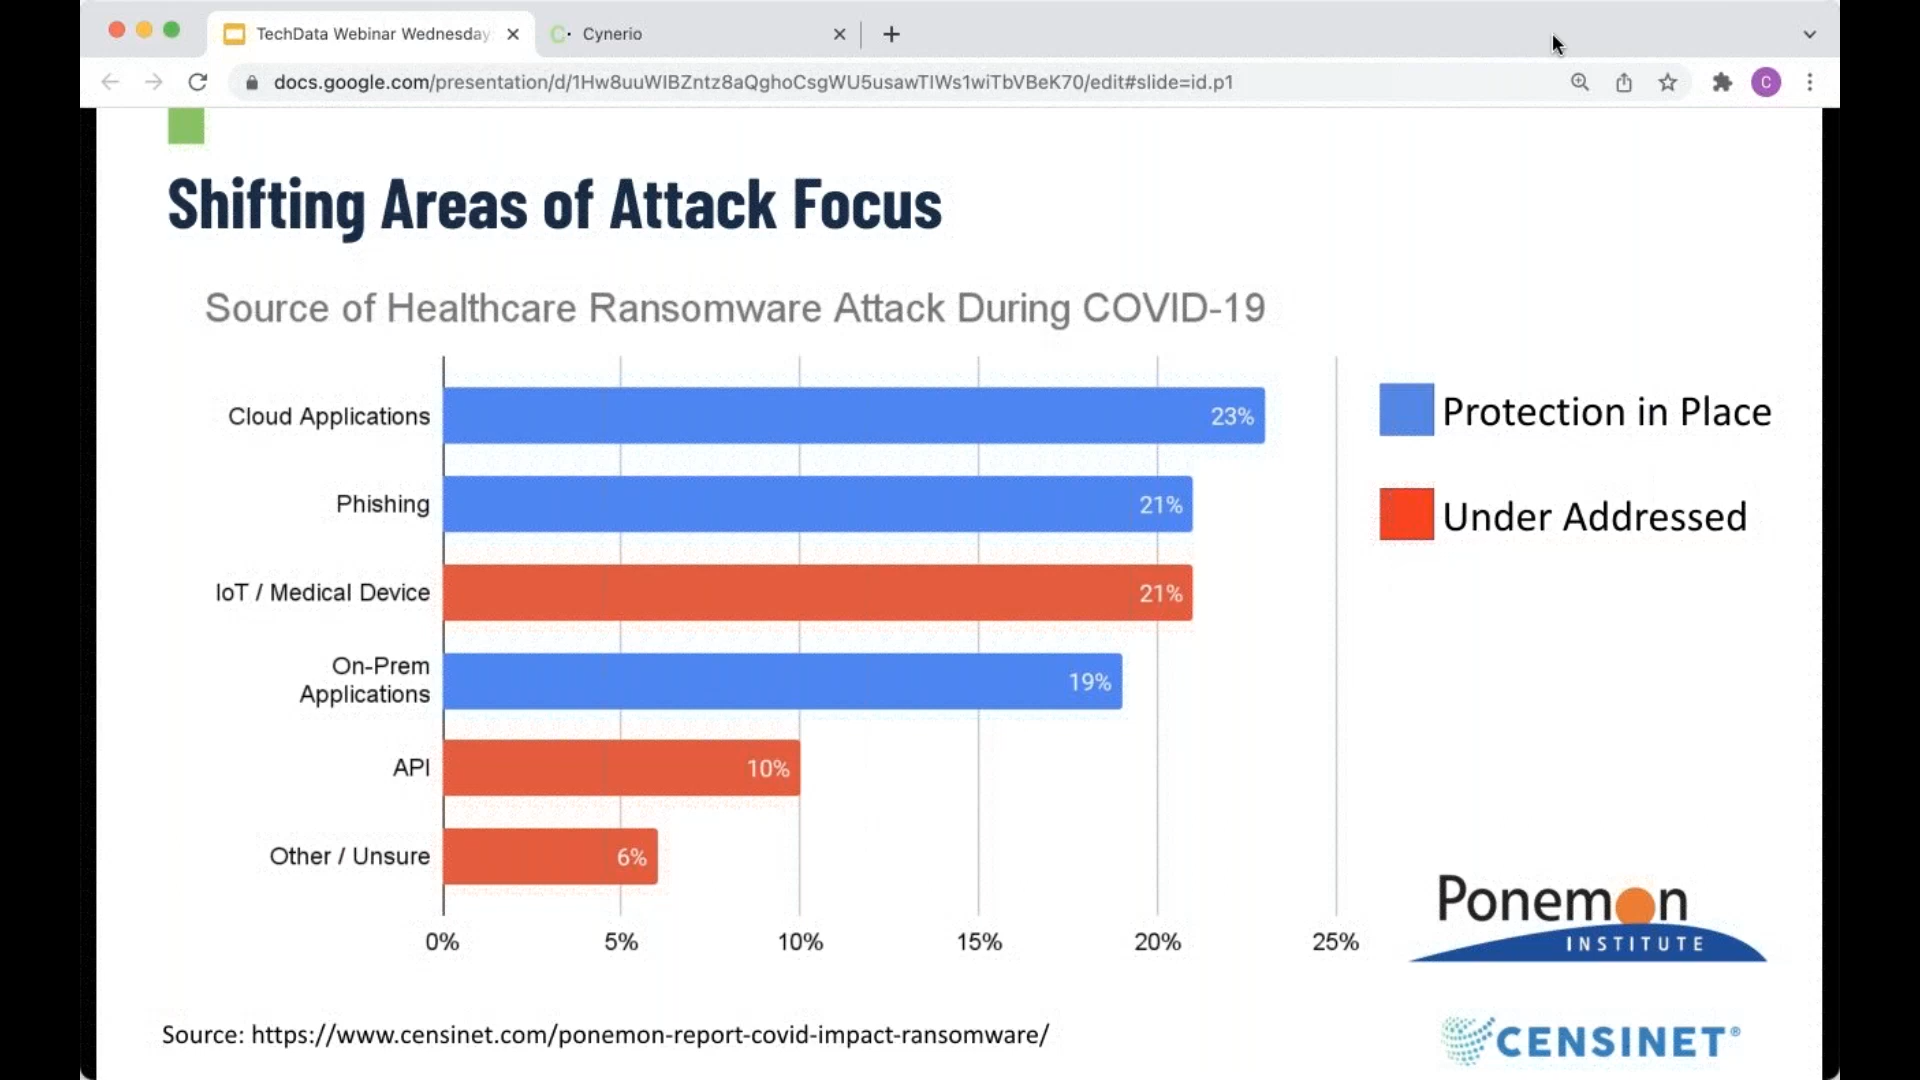 TechData Webinar Wednesday
Cynerio
docs.google.com/presentation/d/1Hw8uuWIBZntz8aQghoCsgWU5usawTIWs1wiTbVBeK70/edit#slide=id.p1
C
Shifting Areas of Attack Focus
Source of Healthcare Ransomware Attack During COVID-19
Cloud Applications
23%
Phishing
21%
IoT / Medical Device
21%
On-Prem
Applications
19%
API
10%
Other / Unsure
6%
0% 5% 10% 15% 20% 25%
Protection in Place
Under Addressed
Ponemon
INSTITUTE
Source: https://www.censinet.com/ponemon-report-covid-impact-ransomware/
CENSINET®